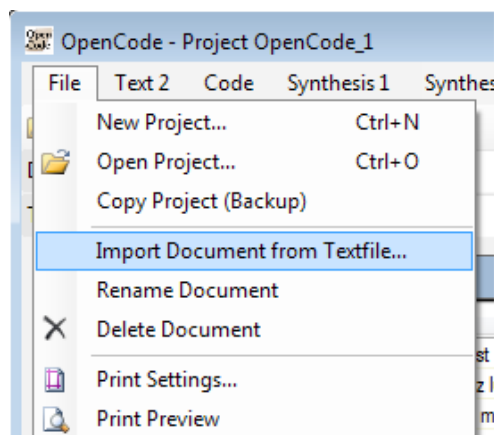 OpenCode - Project OpenCode_1
File Text 2 Code Synthesis 1
New Project... Ctrl+N
Open Project... Ctrl+O
Copy Project (Backup)
Import Document from Textfile...
Rename Document
Delete Document
st
Print Settings...
z l
Print Preview
m